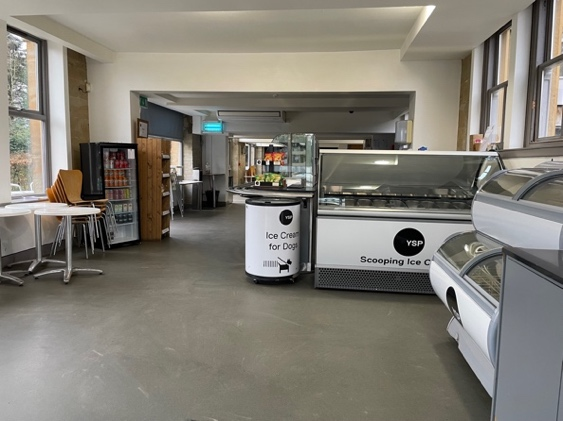 YSP
Ice Cream
for Dogs
YSP
Scooping Ice C